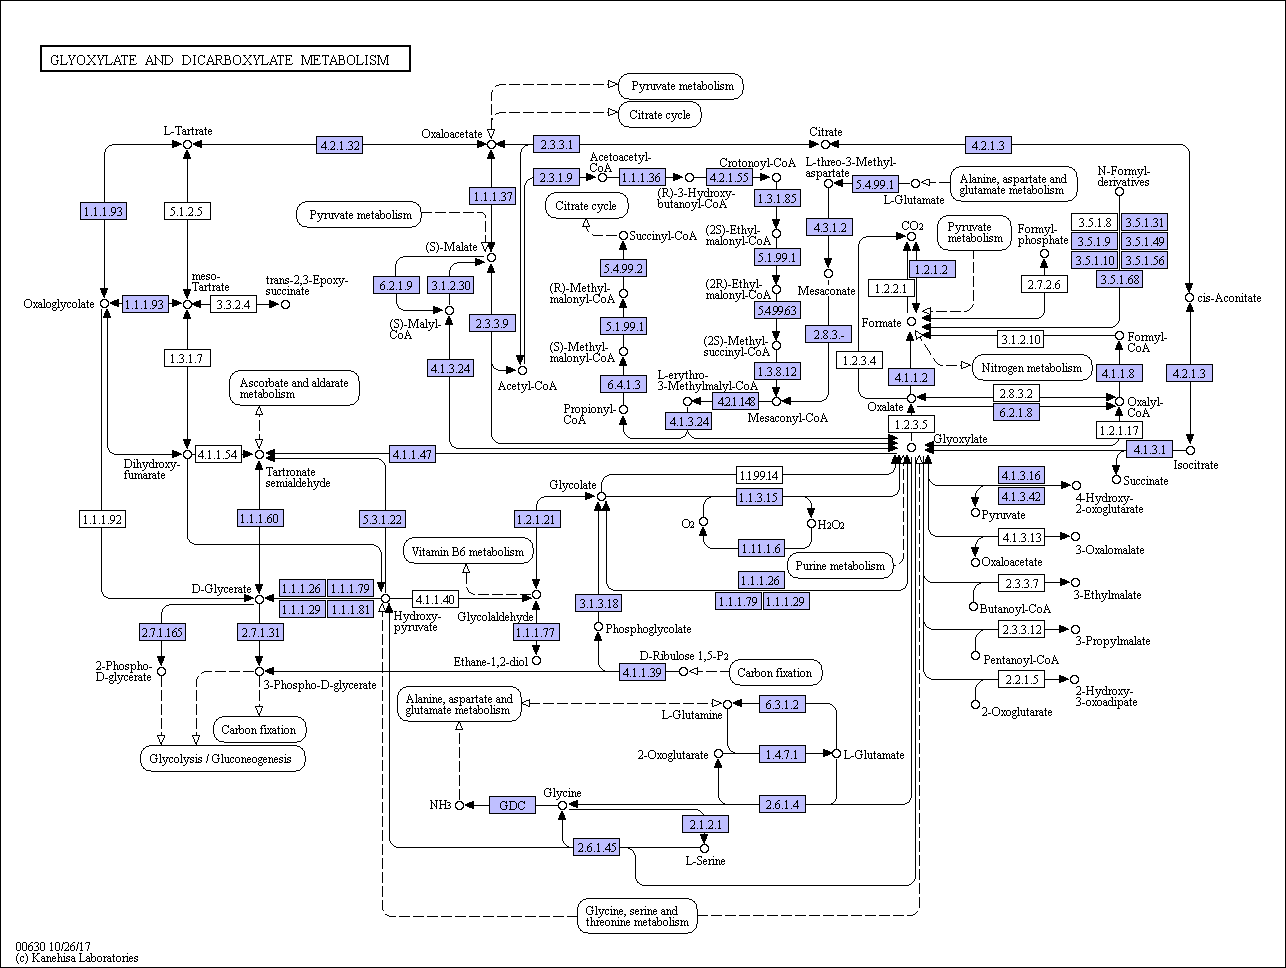 GLYOXYLATE AND DICARBOXYLATE METABOLISM
Pyruvate metabolism
Citrate cycle
L-Tartrate
4.2.1.32
Oxaloacetate
2.3.3.1
Citrate
4.2.1.3
Acetoacetyl-
CoA
2.3.1.9
1.1.1.36
4.2.1.55
Crotonoyl-CoA
(R)-3-Hydroxy-
butanoyl-CoA
L-threo-3-Methyl-
aspartate
5.4.99.1
L-Glutamate
Alanine, aspartate and
glutamate metabolism
N-Formyl-
derivatives
1.1.1.93
5.1.2.5
Pyruvate metabolism
1.1.1.37
Citrate cycle
1.3.1.85
4.3.1.2
CO2
Pyruvate
metabolism
Formyl-
phosphate
3.5.1.8
3.5.1.31
3.5.1.9
3.5.1.49
3.5.1.10
3.5.1.56
3.5.1.68
(S)-Malate
Succinyl-CoA
(2S)-Ethyl-
malonyl-CoA
5.4.99.2
5.1.99.1
1.2.1.2
1.2.2.1
2.7.2.6
Oxaloglycolate
1.1.1.93
meso-
Tartrate
3.3.2.4
trans-2,3-Epoxy-
succinate
6.2.1.9
3.1.2.30
(S)-Malyl-
CoA
2.3.3.9
(R)-Methyl-
malonyl-CoA
(2R)-Ethyl-
malonyl-CoA
Mesaconate
cis-Aconitate
5.1.99.1
5.49963
2.8.3.-
Formate
3.1.2.10
Formyl-
CoA
1.3.1.7
4.1.3.24
(S)-Methyl-
malonyl-CoA
(2S)-Methyl-
succinyl-CoA
1.2.3.4
Nitrogen metabolism
Ascorbate and aldarate
metabolism
Acetyl-CoA
6.4.1.3
L-erythro-
3-Methylmalyl-CoA
1.3.8.12
4.1.1.2
4.1.1.8
4.2.1.3
2.8.3.2
6.2.1.8
Oxalate
Oxalyl-
CoA
4.2.1.148
Mesaconyl-CoA
Propionyl-
CoA
4.1.3.24
1.2.3.5
1.2.1.17
Glyoxylate
4.1.3.1
Isocitrate
Succinate
Dihydroxy-
fumarate
4.1.1.54
Tartronate
semialdehyde
4.1.1.47
Glycolate
1.199.14
1.1.3.15
O2
H2O2
1.11.1.6
Purine metabolism
1.1.1.26
1.1.1.79
1.1.1.29
4.1.3.16
4.1.3.42
4-Hydroxy-
2-oxoglutarate
Pyruvate
4.1.3.13
3-Oxalomalate
Oxaloacetate
2.3.3.7
3-Ethylmalate
Butanoyl-CoA
2.3.3.12
3-Propylmalate
Pentanoyl-CoA
2.2.1.5
2-Hydroxy-
3-oxoadipate
2-Oxoglutarate
1.1.1.92
1.1.1.60
5.3.1.22
1.2.1.21
Vitamin B6 metabolism
D-Glycerate
1.1.1.26
1.1.1.79
1.1.1.29
1.1.1.81
4.1.1.40
Hydroxy-
pyruvate
Glycolaldehyde
1.1.1.77
Ethane-1,2-diol
3.1.3.18
Phosphoglycolate
2.7.1.165
2.7.1.31
2-Phospho-
D-glycerate
3-Phospho-D-glycerate
4.1.1.39
D-Ribulose 1,5-P2
Carbon fixation
Carbon fixation
Glycolysis / Gluconeogenesis
Alanine, aspartate and
glutamate metabolism
L-Glutamine
6.3.1.2
2-Oxoglutarate
1.4.7.1
L-Glutamate
NH3
GDC
Glycine
2.6.1.4
2.1.2.1
2.6.1.45
L-Serine
Glycine, serine and
threonine metabolism
00630 10/26/17
(c) Kanehisa Laboratories